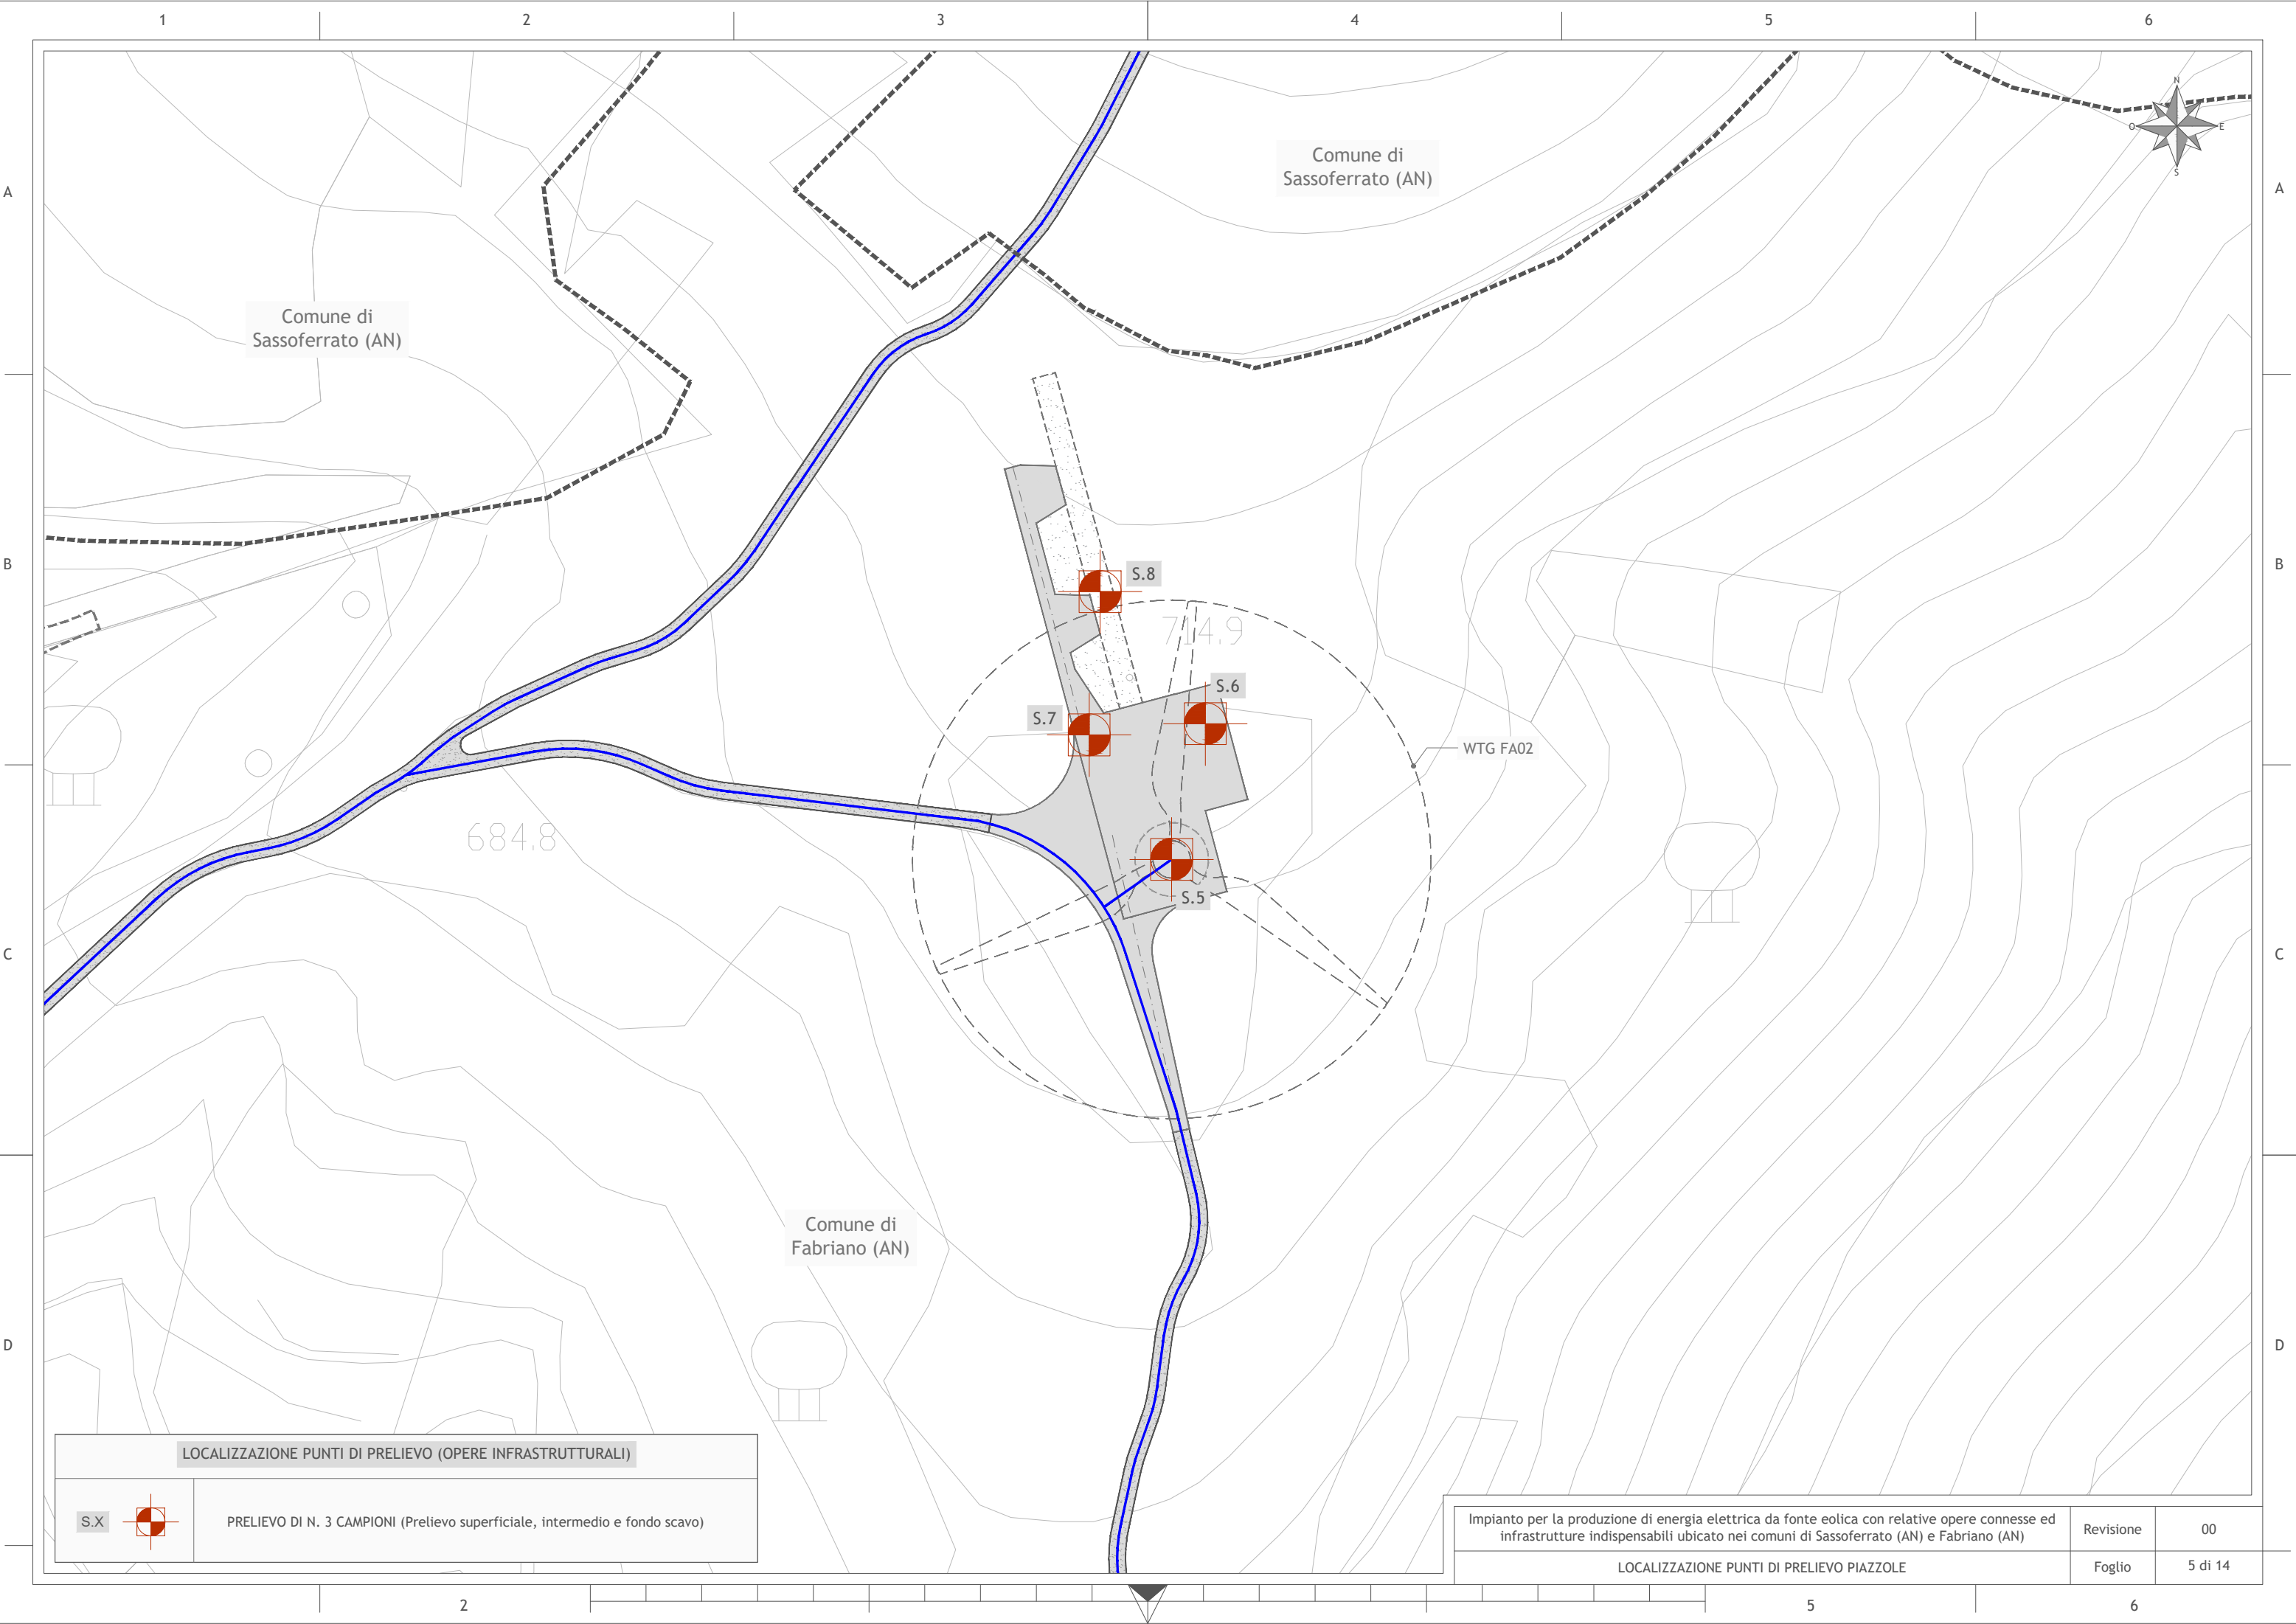 1 2 3 4 5 6
N
O E
S
Comune di
Sassoferrato (AN)
A A
Comune di
Sassoferrato (AN)
B B
S.8
714.9
S.6
S.7
WTG FA02
684.8
S.5
C C
Comune di
Fabriano (AN)
D D
LOCALIZZAZIONE PUNTI DI PRELIEVO (OPERE INFRASTRUTTURALI)
S.X PRELIEVO DI N. 3 CAMPIONI (Prelievo superficiale, intermedio e fondo scavo)
Impianto per la produzione di energia elettrica da fonte eolica con relative opere connesse ed
infrastrutture indispensabili ubicato nei comuni di Sassoferrato (AN) e Fabriano (AN)
Revisione 00
LOCALIZZAZIONE PUNTI DI PRELIEVO PIAZZOLE
Foglio 5 di 14
2 5 6